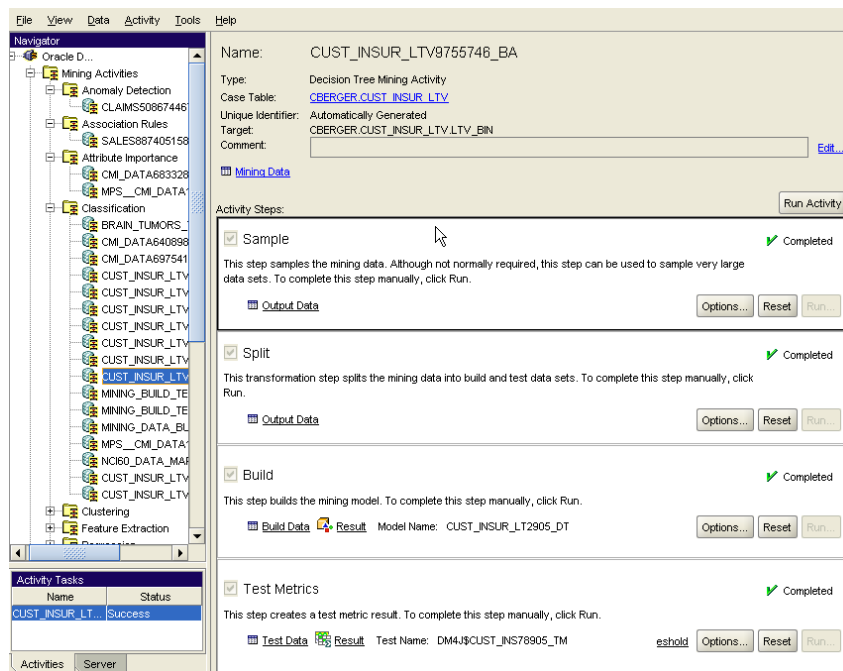 File View Data Activity Tools Help
Navigator
Oracle D...
Mining Activities
Anomaly Detection
CLAIMS50867446
Association Rules
SALES887405158
Attribute Importance
CMI_DATA683328
MPS__CMI_DATA
Classification
BRAIN_TUMORS_
CMI_DATA640898
CMI_DATA697541
CUST_INSUR_LTV
CUST_INSUR_LTV
CUST_INSUR_LTV
CUST_INSUR_LTV
CUST_INSUR_LTV
CUST_INSUR_LTV
CUST_INSUR_LTV
MINING_BUILD_TE
MINING_BUILD_TE
MINING_DATA_BU
MPS__CMI_DATA
NCI60_DATA_MAF
CUST_INSUR_LTV
CUST_INSUR_LTV
Clustering
Feature Extraction
Activity Tasks
Name Status
CUST_INSUR_LT... Success
Activities Server
Name: CUST_INSUR_LTV9755746_BA
Type: Decision Tree Mining Activity
Case Table: CBERGER.CUST_INSUR_LTV
Unique Identifier: Automatically Generated
Target: CBERGER.CUST_INSUR_LTV.LTV_BIN
Comment: Edit...
Mining Data
Activity Steps: Run Activity
Sample Completed
This step samples the mining data. Although not normally required, this step can be used to sample very large
data sets. To complete this step manually, click Run.
Output Data Options... Reset Run...
Split Completed
This transformation step splits the mining data into build and test data sets. To complete this step manually, click
Run.
Output Data Options... Reset Run...
Build Completed
This step builds the mining model. To complete this step manually, click Run.
Build Data Result Model Name: CUST_INSUR_LT2905_DT Options... Reset Run...
Test Metrics Completed
This step creates a test metric result. To complete this step manually, click Run.
Test Data Result Test Name: DM4J$CUST_INS78905_TM eshold Options... Reset Run...